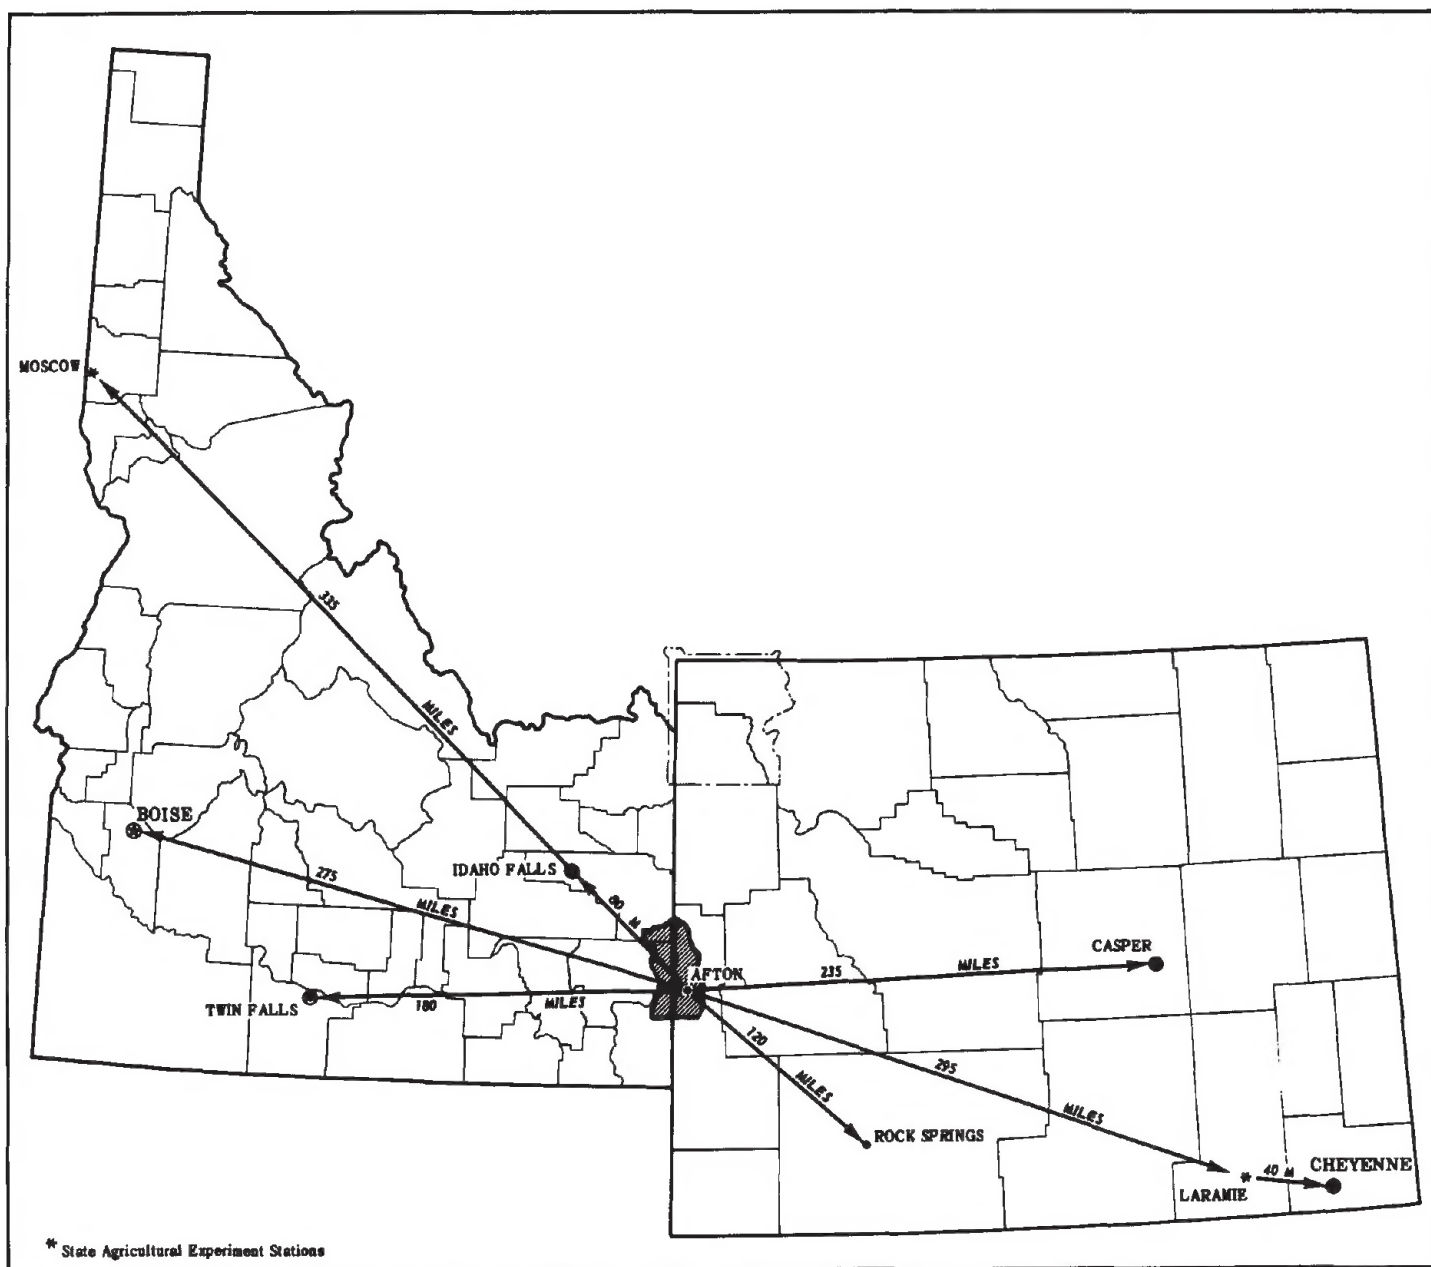 MOSCOW *
335
MILES
BOISE
275
MILES
IDAHO FALLS
80 M
AFTON
235
MILES
CASPER
TWIN FALLS
180
MILES
120
MILES
ROCK SPRINGS
295
MILES
LARAMIE
*
40 M
CHEYENNE
* State Agricultural Experiment Stations